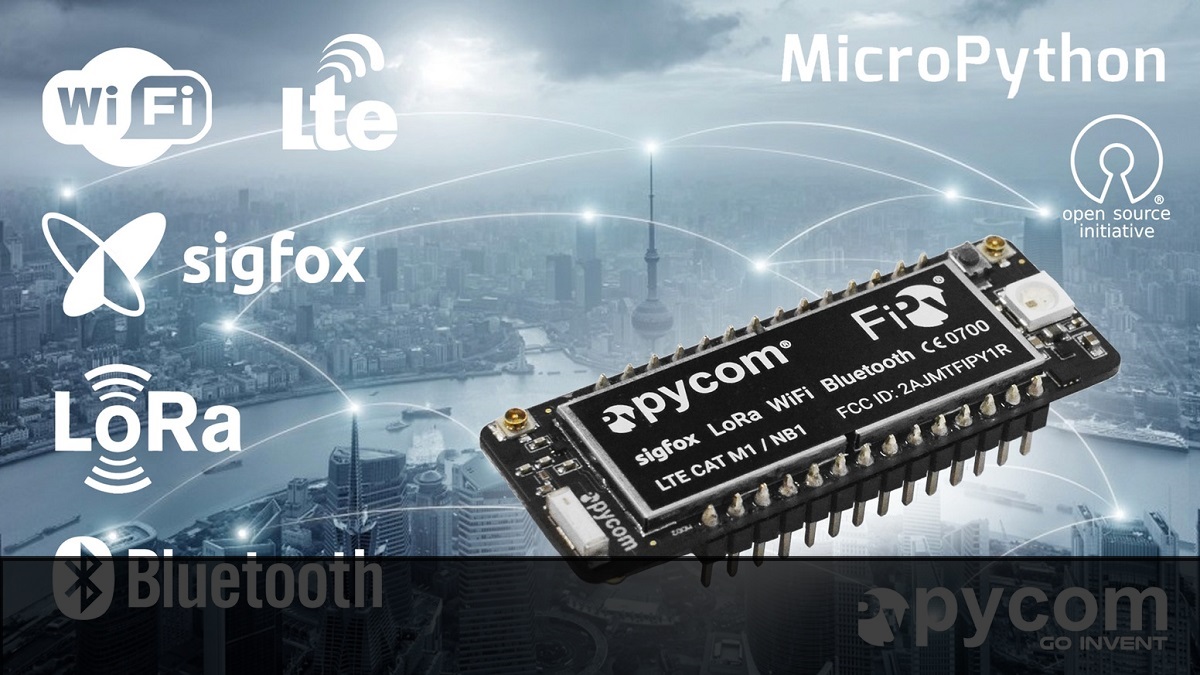 WiFi
Lte
MicroPython
open source
initiative
sigfox
LoRa
Bluetooth
pycom
GO INVENT
FiPy
pycom
sigfox LoRa WiFi Bluetooth CE 0700
LTE CAT M1 / NB1
FCC ID: 2AJMTFIPY1R
pycom